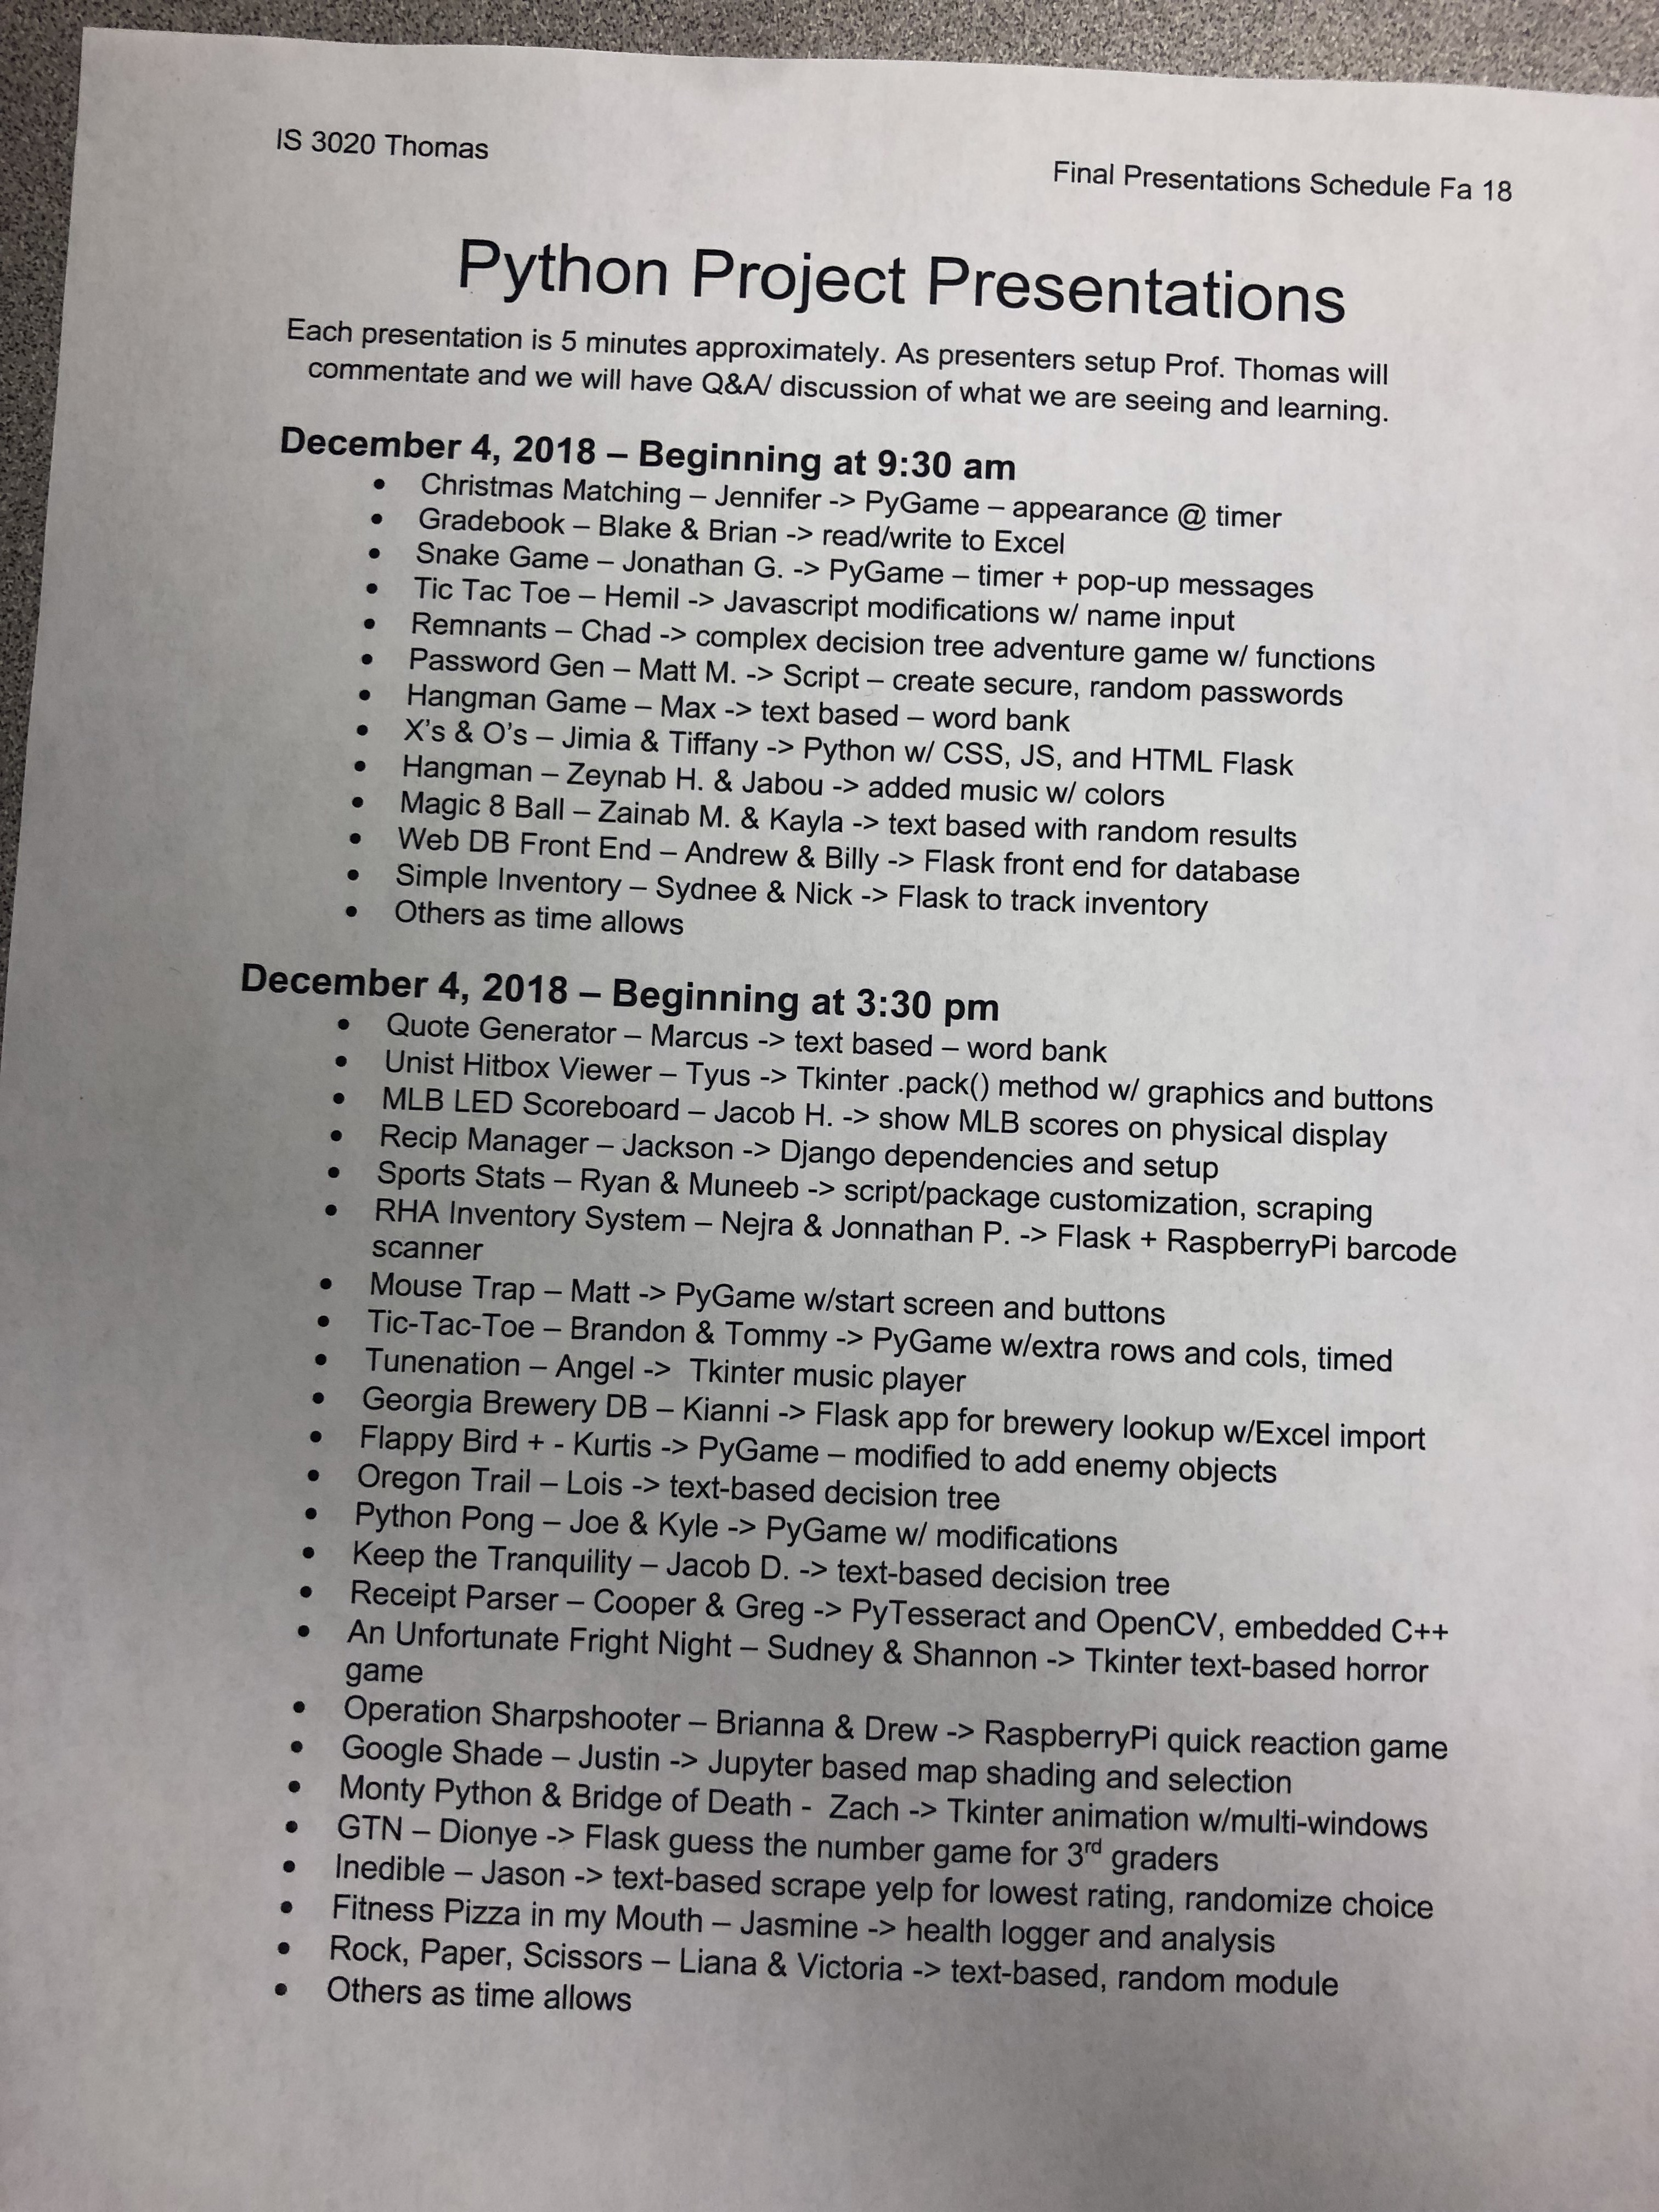 IS 3020 Thomas
Final Presentations Schedule Fa 18
Python Project Presentations
Each presentation is 5 minutes approximately. As presenters setup Prof. Thomas will
commentate and we will have Q&A/ discussion of what we are seeing and learning.
December 4, 2018 – Beginning at 9:30 am
• Christmas Matching – Jennifer -> PyGame – appearance @ timer
• Gradebook – Blake & Brian -> read/write to Excel
• Snake Game – Jonathan G. -> PyGame – timer + pop-up messages
• Tic Tac Toe – Hemil -> Javascript modifications w/ name input
• Remnants – Chad -> complex decision tree adventure game w/ functions
• Password Gen – Matt M. -> Script – create secure, random passwords
• Hangman Game – Max -> text based – word bank
• X's & O's – Jimia & Tiffany -> Python w/ CSS, JS, and HTML Flask
• Hangman – Zeynab H. & Jabou -> added music w/ colors
• Magic 8 Ball – Zainab M. & Kayla -> text based with random results
• Web DB Front End – Andrew & Billy -> Flask front end for database
• Simple Inventory – Sydnee & Nick -> Flask to track inventory
• Others as time allows
December 4, 2018 – Beginning at 3:30 pm
• Quote Generator – Marcus -> text based – word bank
• Unist Hitbox Viewer – Tyus -> Tkinter .pack() method w/ graphics and buttons
• MLB LED Scoreboard – Jacob H. -> show MLB scores on physical display
• Recip Manager – Jackson -> Django dependencies and setup
• Sports Stats – Ryan & Muneeb -> script/package customization, scraping
• RHA Inventory System – Nejra & Jonnathan P. -> Flask + RaspberryPi barcode
scanner
• Mouse Trap – Matt -> PyGame w/start screen and buttons
• Tic-Tac-Toe – Brandon & Tommy -> PyGame w/extra rows and cols, timed
• Tunenation – Angel -> Tkinter music player
• Georgia Brewery DB – Kianni -> Flask app for brewery lookup w/Excel import
• Flappy Bird + - Kurtis -> PyGame – modified to add enemy objects
• Oregon Trail – Lois -> text-based decision tree
• Python Pong – Joe & Kyle -> PyGame w/ modifications
• Keep the Tranquility – Jacob D. -> text-based decision tree
• Receipt Parser – Cooper & Greg -> PyTesseract and OpenCV, embedded C++
• An Unfortunate Fright Night – Sudney & Shannon -> Tkinter text-based horror
game
• Operation Sharpshooter – Brianna & Drew -> RaspberryPi quick reaction game
• Google Shade – Justin -> Jupyter based map shading and selection
• Monty Python & Bridge of Death - Zach -> Tkinter animation w/multi-windows
• GTN – Dionye -> Flask guess the number game for 3rd graders
• Inedible – Jason -> text-based scrape yelp for lowest rating, randomize choice
• Fitness Pizza in my Mouth – Jasmine -> health logger and analysis
• Rock, Paper, Scissors – Liana & Victoria -> text-based, random module
• Others as time allows